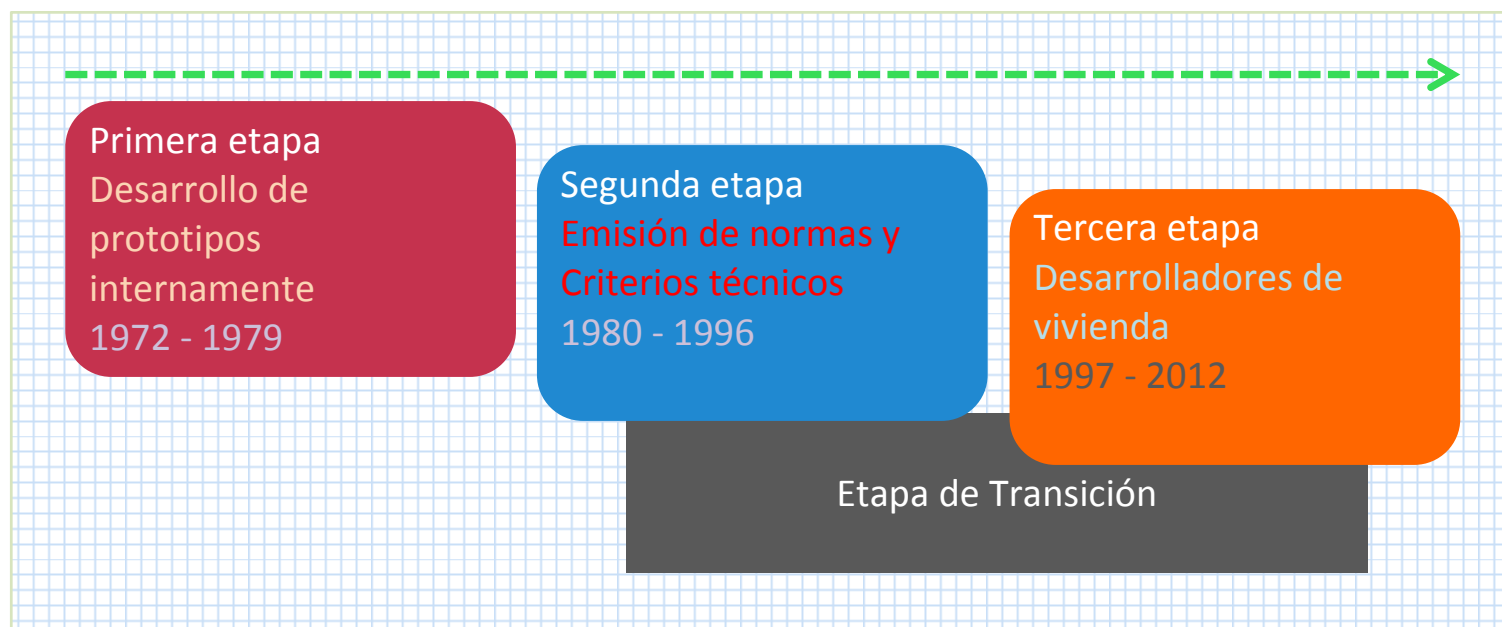 Primera etapa
Desarrollo de
prototipos
internamente
1972 - 1979
Segunda etapa
Emisión de normas y
Criterios técnicos
1980 - 1996
Tercera etapa
Desarrolladores de
vivienda
1997 - 2012
Etapa de Transición